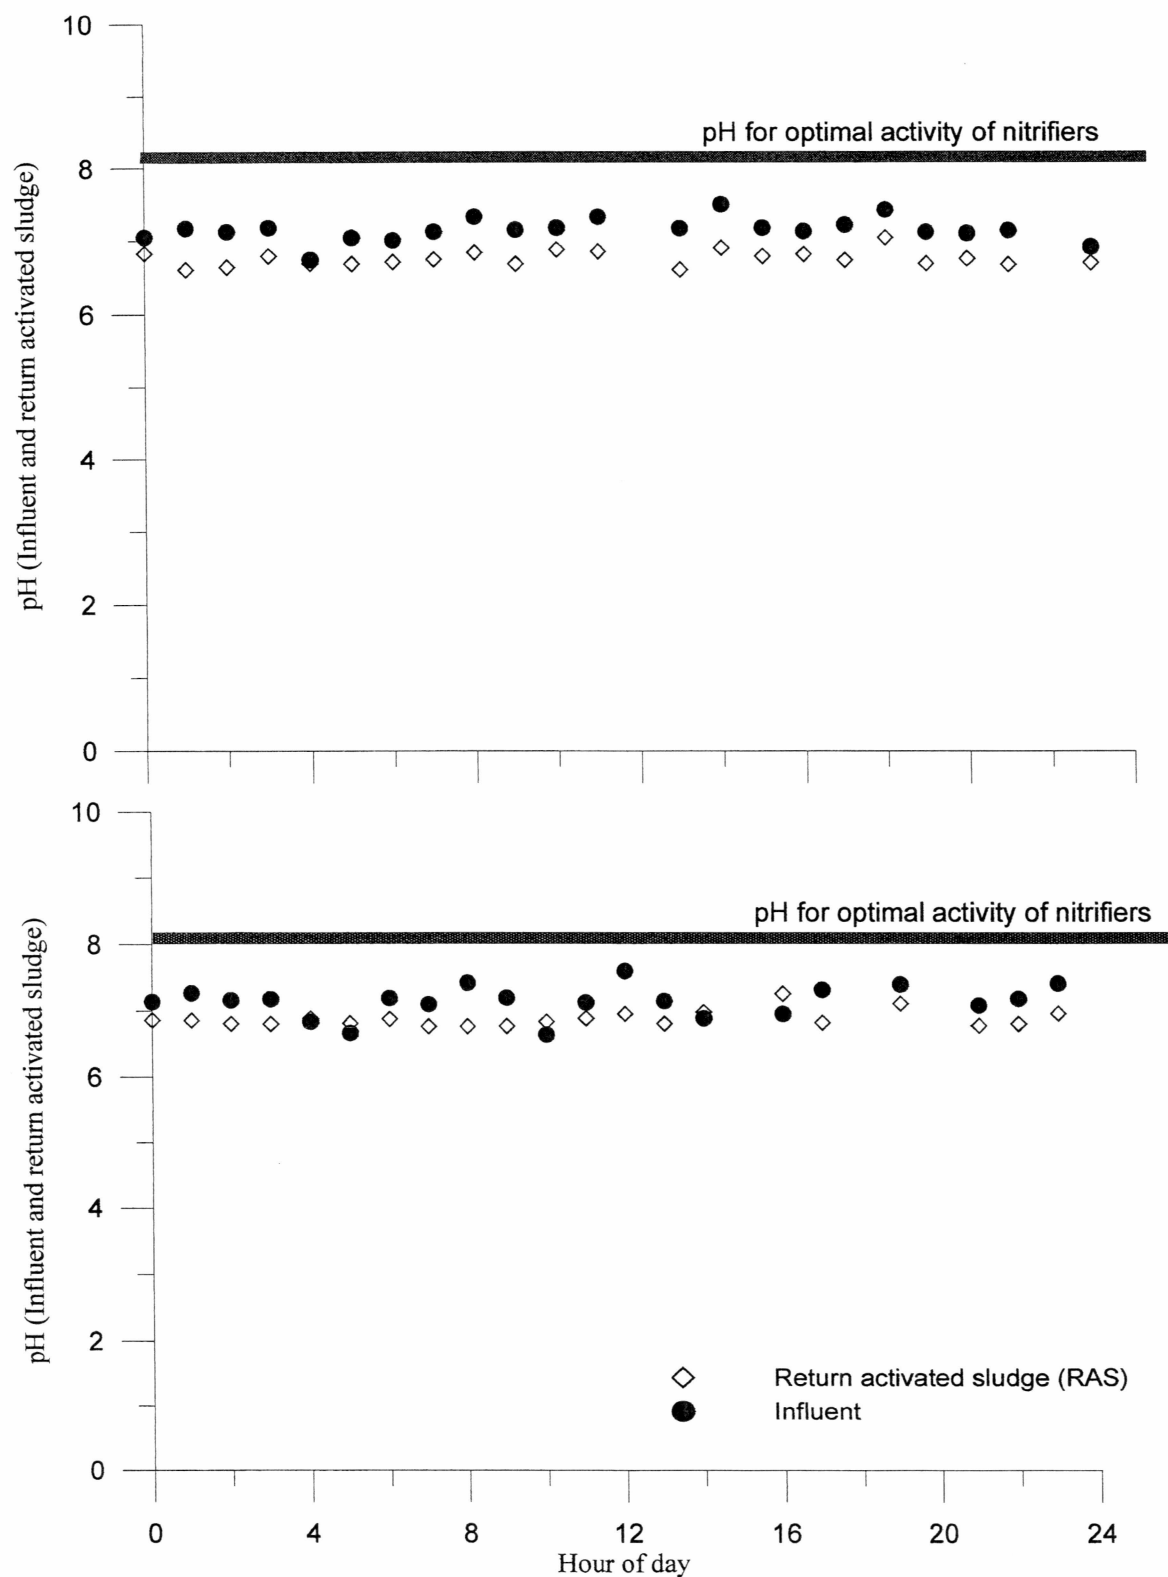 10
pH for optimal activity of nitrifiers
8
6
4
2
0
pH (Influent and return activated sludge)
10
pH for optimal activity of nitrifiers
8
6
4
2
0
pH (Influent and return activated sludge)
Return activated sludge (RAS)
Influent
0 4 8 12 16 20 24
Hour of day